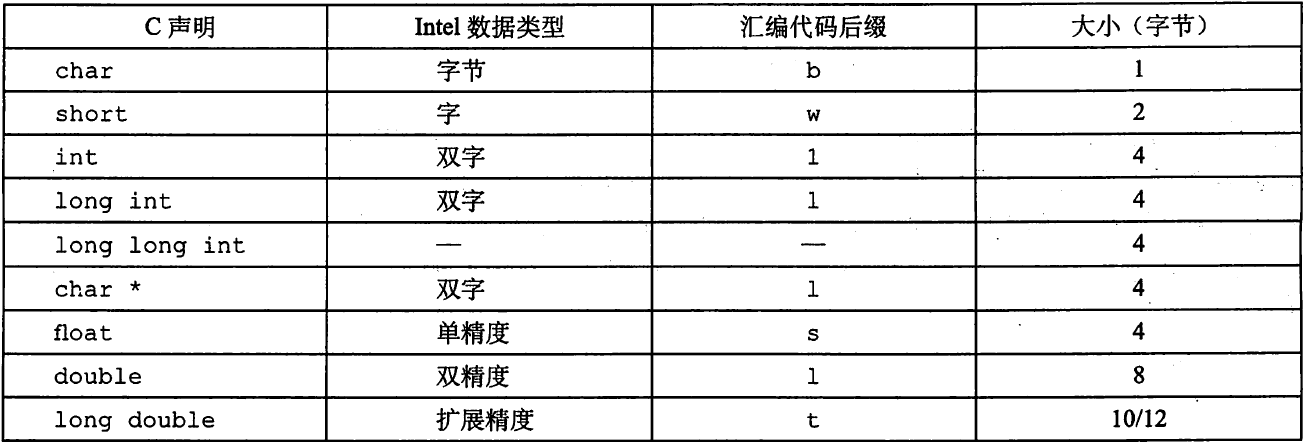 C 声明 Intel 数据类型 汇编代码后缀 大小（字节）
char 字节 b 1
short 字 w 2
int 双字 l 4
long int 双字 l 4
long long int — — 4
char * 双字 l 4
float 单精度 s 4
double 双精度 l 8
long double 扩展精度 t 10/12